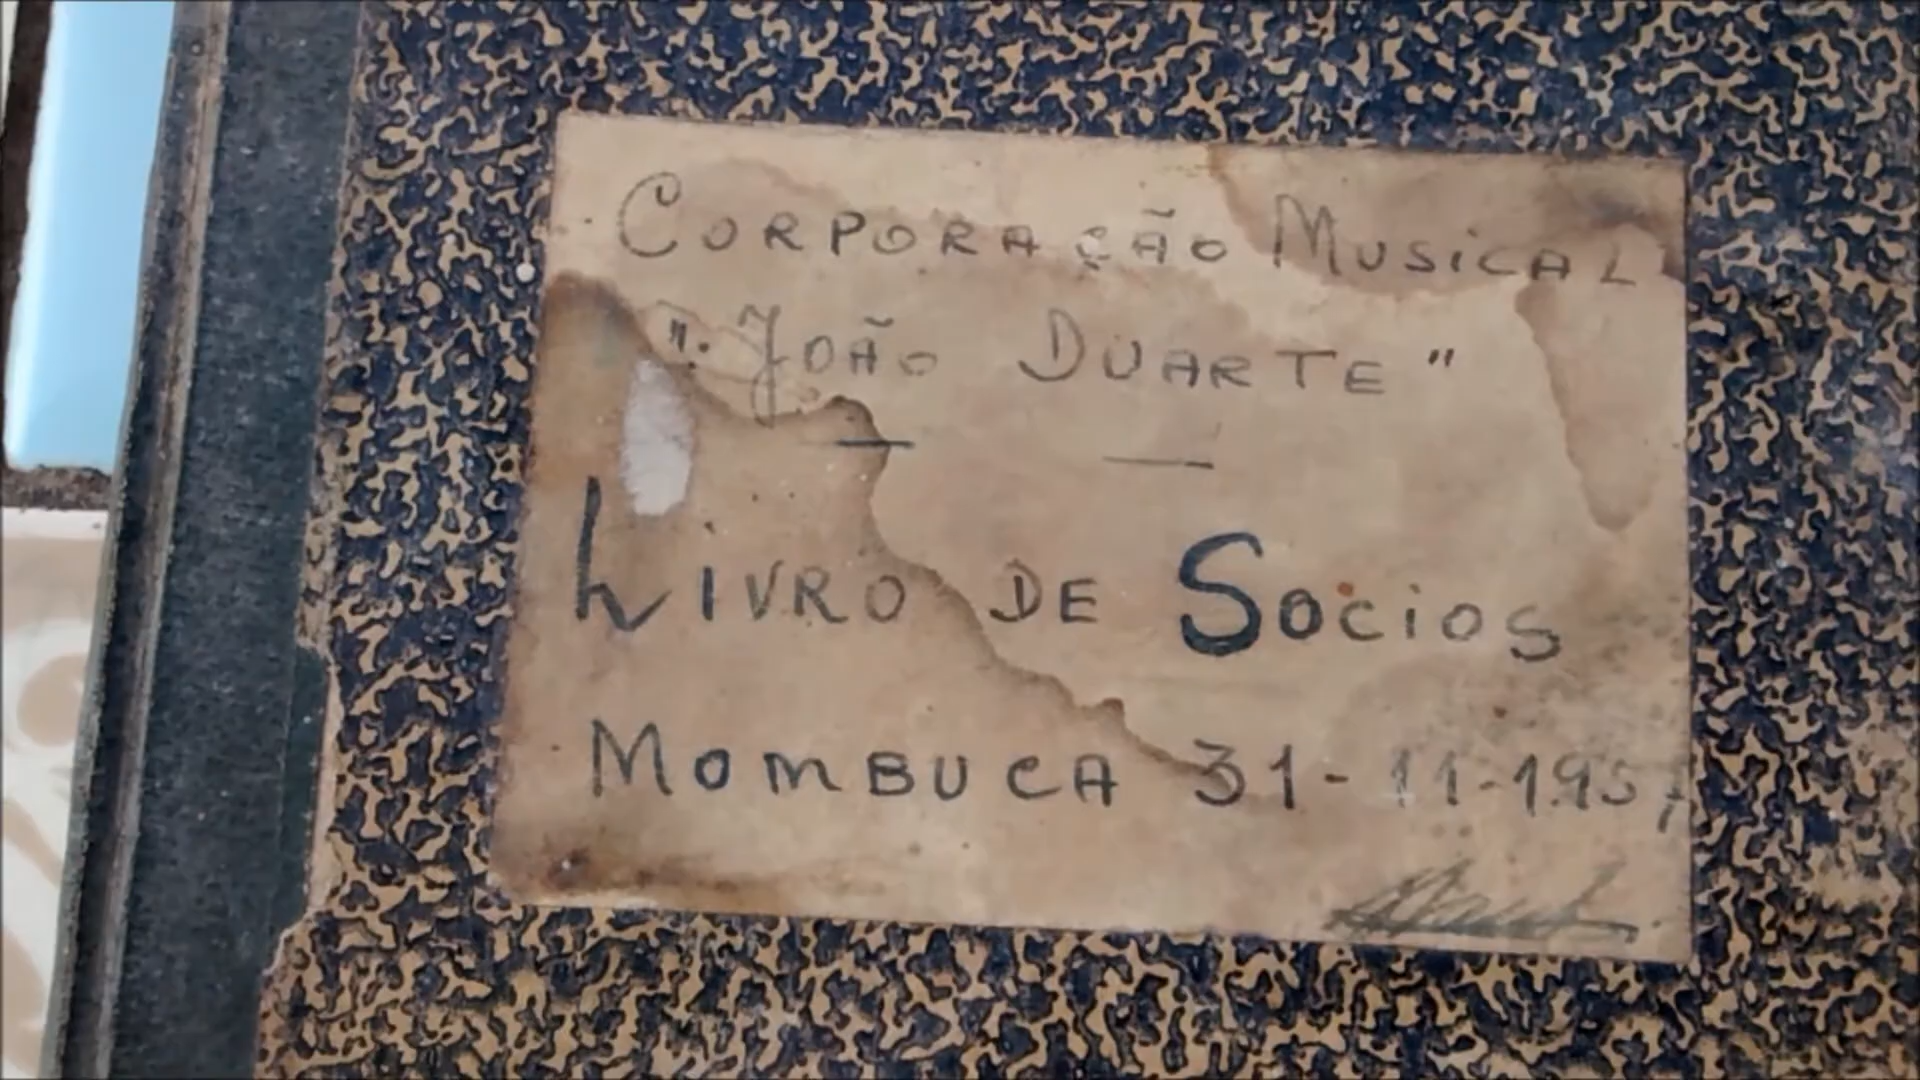 CORPORAÇÃO MUSICAL
". JOÃO DUARTE "
LIVRO DE SOCIOS
MOMBUCA 31-11-1957